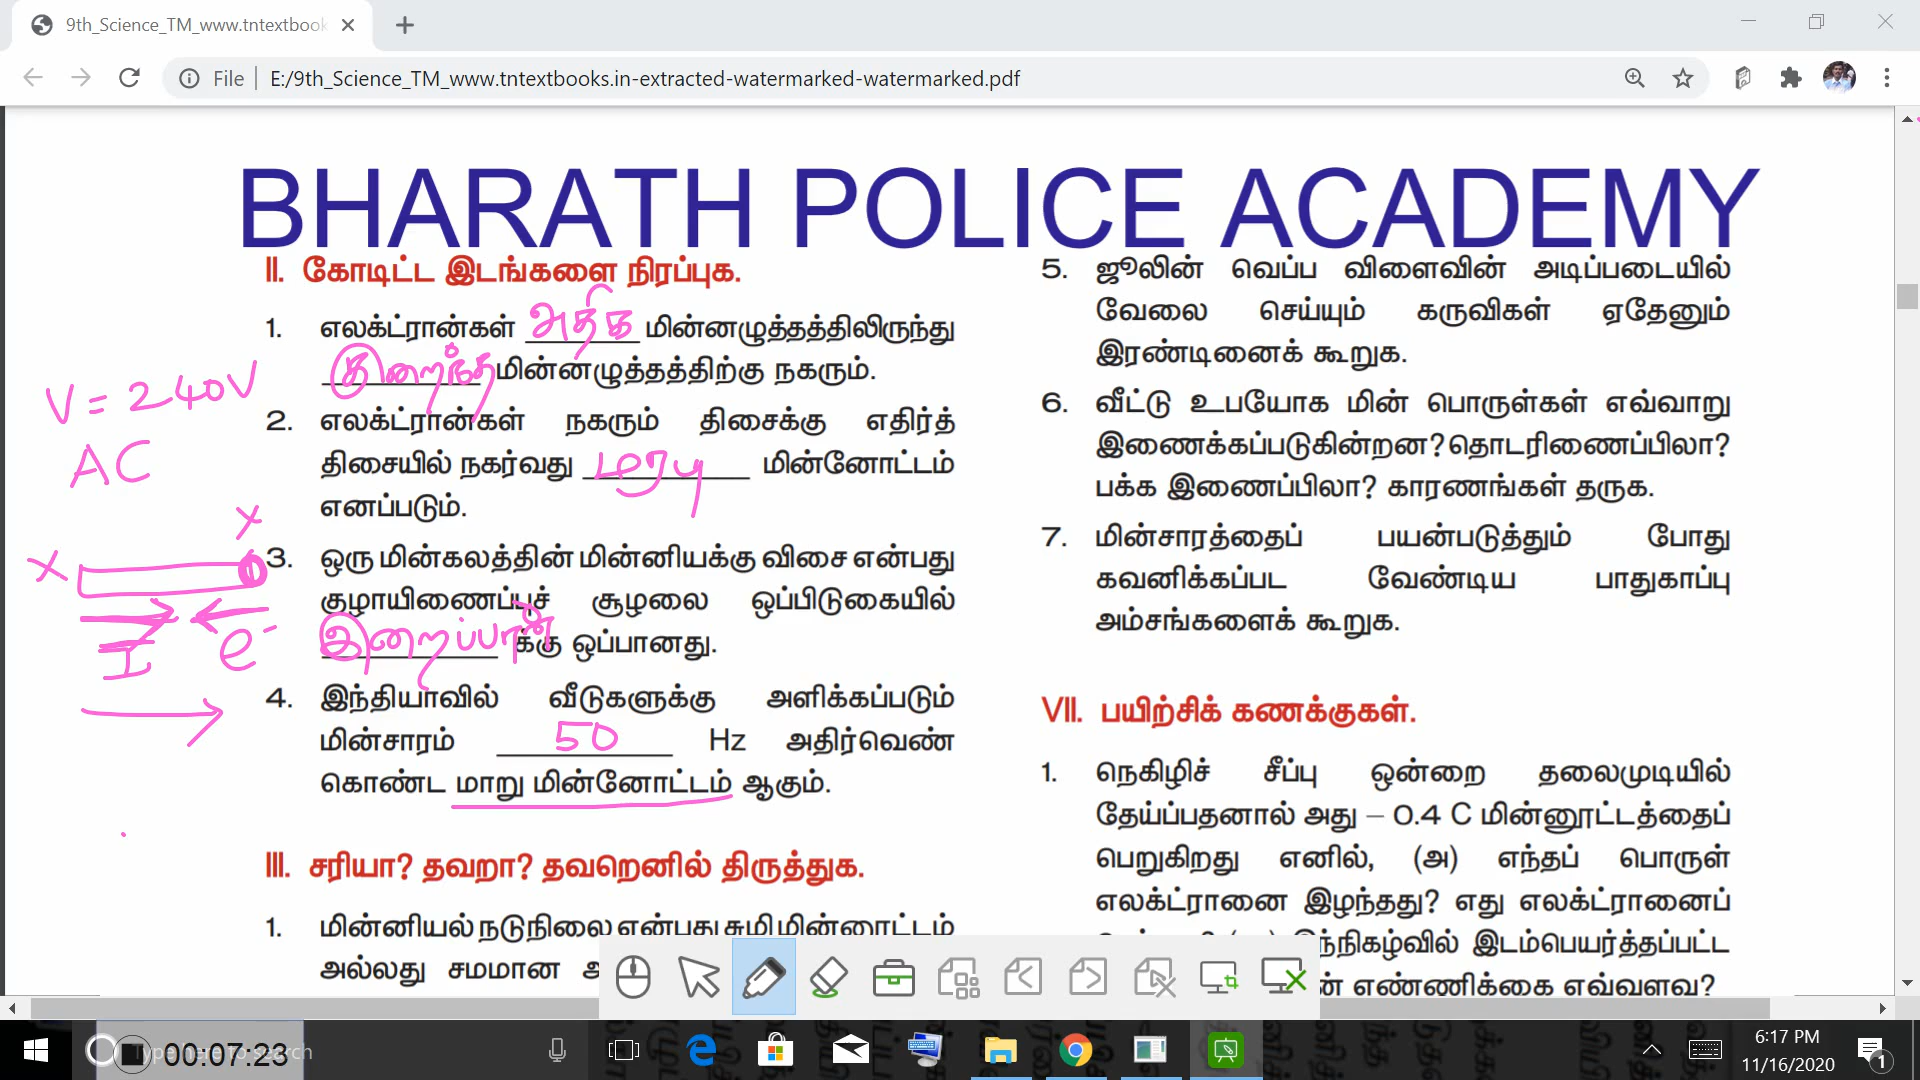 9th_Science_TM_www.tntextbook
File
E:/9th_Science_TM_www.tntextbooks.in-extracted-watermarked-watermarked.pdf
BHARATH POLICE ACADEMY
II. கோடிட்ட இடங்களை நிரப்புக.
1. எலக்ட்ரான்கள் அதிக மின்னழுத்தத்திலிருந்து
குறைந்த மின்னழுத்தத்திற்கு நகரும்.
2. எலக்ட்ரான்கள் நகரும் திசைக்கு எதிர்த்
திசையில் நகர்வது மரபு மின்னோட்டம்
எனப்படும்.
3. ஒரு மின்கலத்தின் மின்னியக்கு விசை என்பது
குழாயிணைப்புச் சூழலை ஒப்பிடுகையில்
இறைப்பான் க்கு ஒப்பானது.
4. இந்தியாவில் வீடுகளுக்கு அளிக்கப்படும்
மின்சாரம் 50 Hz அதிர்வெண்
கொண்ட மாறு மின்னோட்டம் ஆகும்.
V = 240V
AC
X
X
I e-
III. சரியா? தவறா? தவறெனில் திருத்துக.
1. மின்னியல் நடுநிலை என்பது சுழி மின்னூட்டம்
அல்லது சமமான
5. ஜூலின் வெப்ப விளைவின் அடிப்படையில்
வேலை செய்யும் கருவிகள் ஏதேனும்
இரண்டினைக் கூறுக.
6. வீட்டு உபயோக மின் பொருள்கள் எவ்வாறு
இணைக்கப்படுகின்றன? தொடரிணைப்பிலா?
பக்க இணைப்பிலா? காரணங்கள் தருக.
7. மின்சாரத்தைப் பயன்படுத்தும் போது
கவனிக்கப்பட வேண்டிய பாதுகாப்பு
அம்சங்களைக் கூறுக.
VII. பயிற்சிக் கணக்குகள்.
1. நெகிழிச் சீப்பு ஒன்றை தலைமுடியில்
தேய்ப்பதனால் அது – 0.4 C மின்னூட்டத்தைப்
பெறுகிறது எனில், (அ) எந்தப் பொருள்
எலக்ட்ரானை இழந்தது? எது எலக்ட்ரானைப்
இந்நிகழ்வில் இடம்பெயர்த்தப்பட்ட
எண்ணிக்கை எவ்வளவு?
Type here to search
00:07:23
6:17 PM
11/16/2020
1